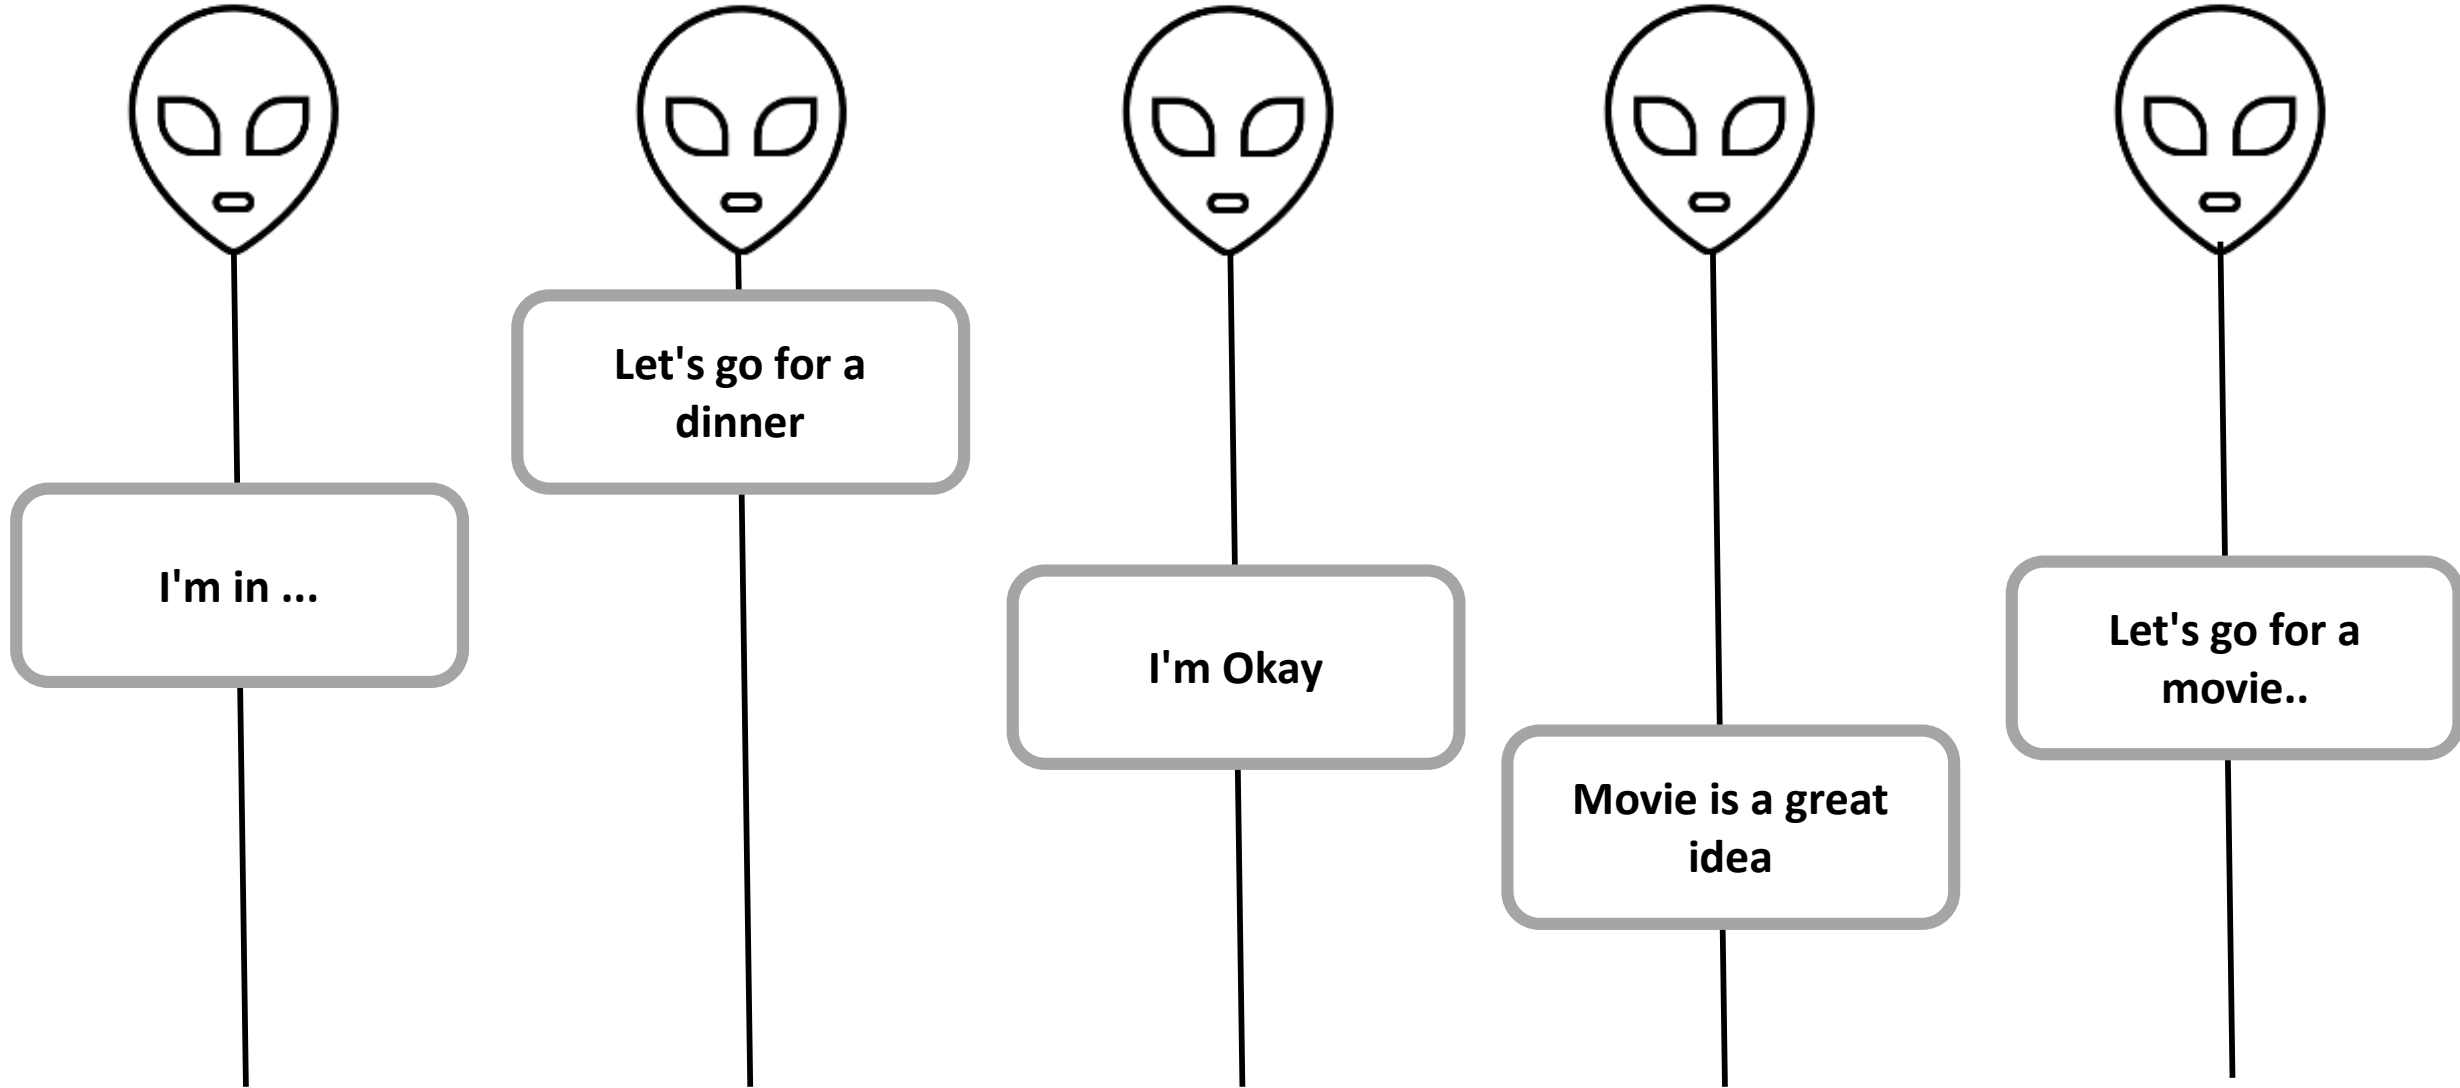 I'm in ...
Let's go for a
dinner
I'm Okay
Movie is a great
idea
Let's go for a
movie..